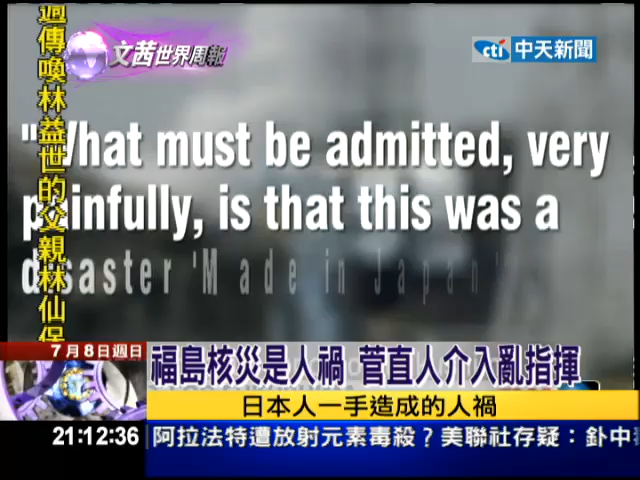 週傳喚林益世的父親林仙保
文茜世界周報
cti 中天新聞
"What must be admitted, very
painfully, is that this was a
disaster 'Made in Japan'
7月8日週日
福島核災是人禍 菅直人介入亂指揮
日本人一手造成的人禍
21:12:36
阿拉法特遭放射元素毒殺？美聯社存疑：釙中